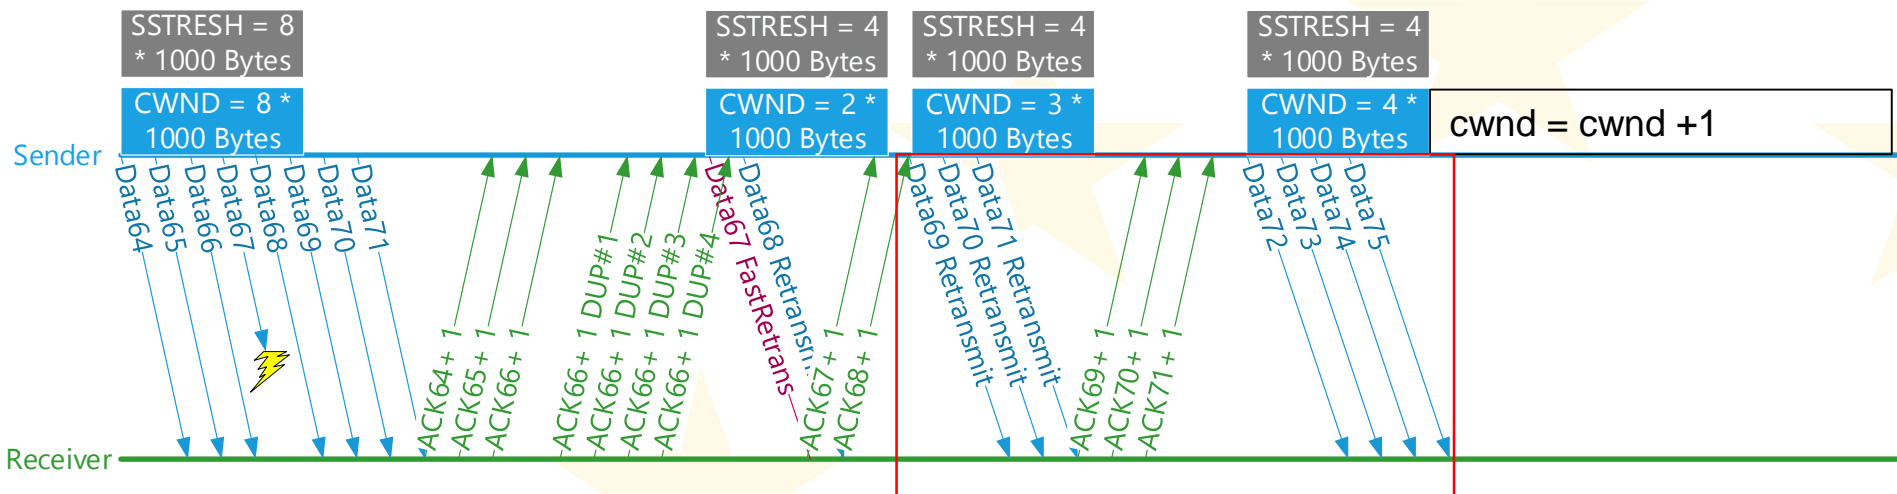 SSTRESH = 8
* 1000 Bytes
CWND = 8 *
1000 Bytes
SSTRESH = 4
* 1000 Bytes
CWND = 2 *
1000 Bytes
SSTRESH = 4
* 1000 Bytes
CWND = 3 *
1000 Bytes
SSTRESH = 4
* 1000 Bytes
CWND = 4 *
1000 Bytes
cwnd = cwnd +1
Sender
Data64
Data65
Data66
Data67
Data68
Data69
Data70
Data71
ACK64+ 1
ACK65+ 1
ACK66+ 1
ACK66+ 1 DUP#1
ACK66+ 1 DUP#2
ACK66+ 1 DUP#3
ACK66+ 1 DUP#4
Data67 FastRetrans
Data68 Retransm
ACK67+ 1
ACK68+ 1
Data69 Retransmit
Data70 Retransmit
Data71 Retransmit
ACK69+ 1
ACK70+ 1
ACK71+ 1
Data72
Data73
Data74
Data75
Receiver